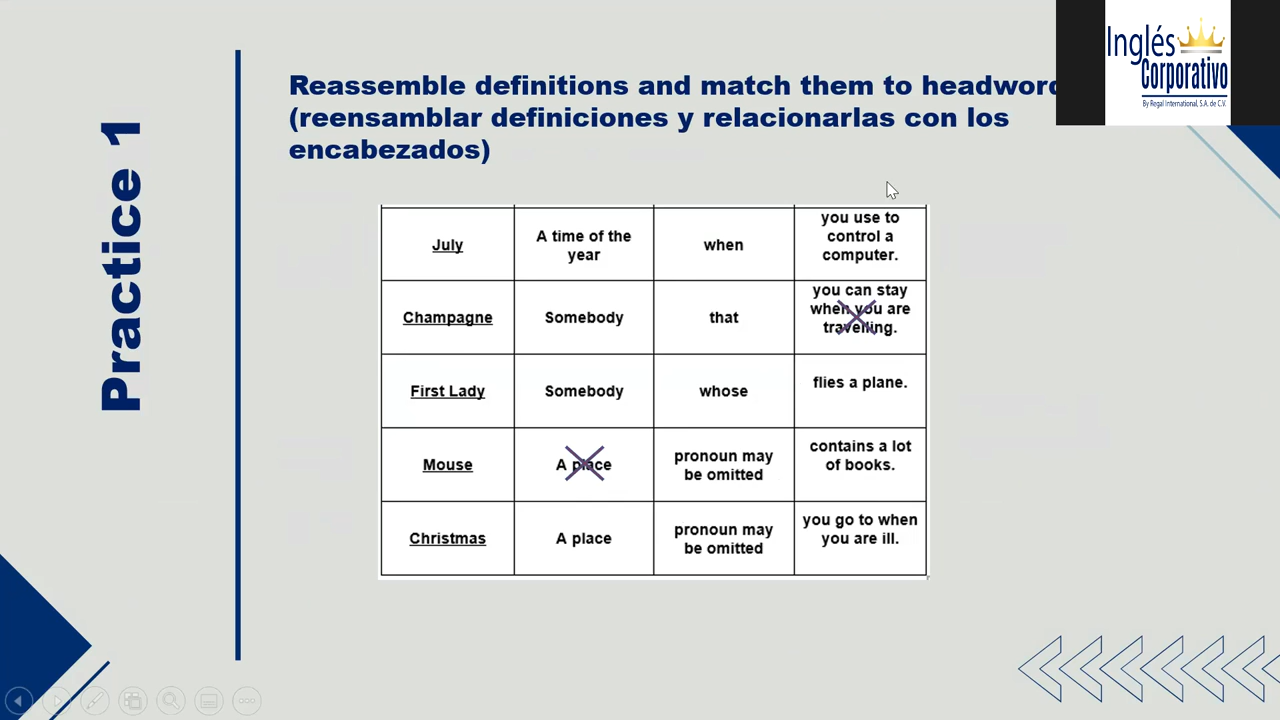 Practice 1
Reassemble definitions and match them to
(reensamblar definiciones y relacionarlas con los
encabezados)
Inglés
Corporativo
By Regal International, S.A. de C.V.
July
A time of the
year
when
you use to
control a
computer.
Champagne
Somebody
that
you can stay
when you are
travelling.
First Lady
Somebody
whose
flies a plane.
Mouse
A place
pronoun may
be omitted
contains a lot
of books.
Christmas
A place
pronoun may
be omitted
you go to when
you are ill.